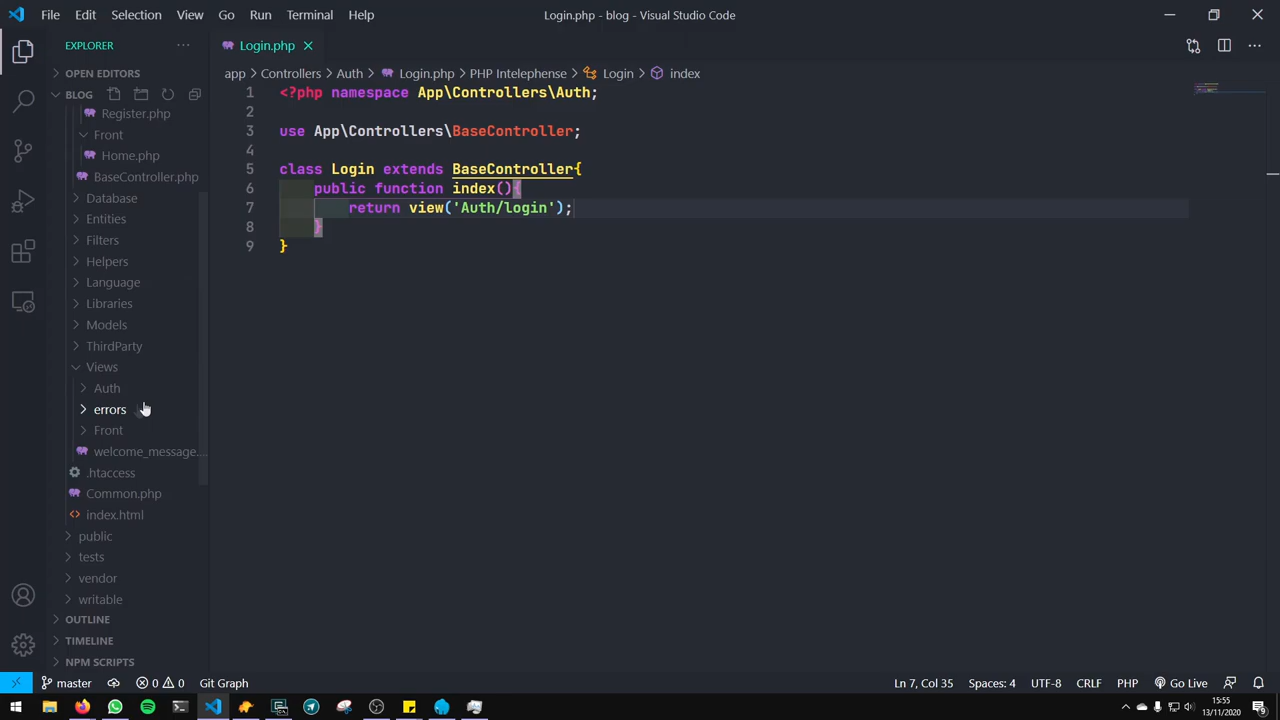 File Edit Selection View Go Run Terminal Help
Login.php - blog - Visual Studio Code
EXPLORER
Login.php
OPEN EDITORS
BLOG
Register.php
Front
Home.php
BaseController.php
Database
Entities
Filters
Helpers
Language
Libraries
Models
ThirdParty
Views
Auth
errors
Front
welcome_message....
.htaccess
Common.php
index.html
public
tests
vendor
writable
OUTLINE
TIMELINE
NPM SCRIPTS
app > Controllers > Auth > Login.php > PHP Intelephense > Login > index
1 <?php namespace App\Controllers\Auth;
2
3 use App\Controllers\BaseController;
4
5 class Login extends BaseController{
6 public function index(){
7 return view('Auth/login');
8 }
9 }
master 0 0 Git Graph Ln 7, Col 35 Spaces: 4 UTF-8 CRLF PHP Go Live
15:55
13/11/2020